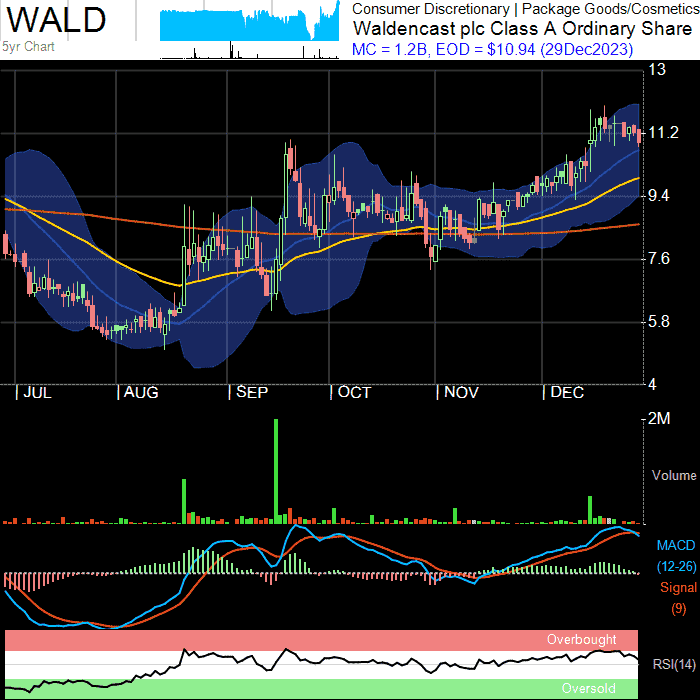 WALD
5yr Chart
Consumer Discretionary | Package Goods/Cosmetics
Waldencast plc Class A Ordinary Share
MC = 1.2B, EOD = $10.94 (29Dec2023)
13
11.2
9.4
7.6
5.8
4
JUL AUG SEP OCT NOV DEC
2M
Volume
MACD
(12-26)
Signal
(9)
Overbought
RSI(14)
Oversold